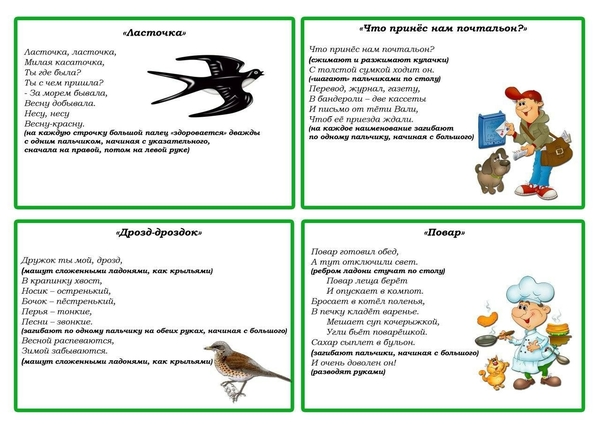 «Ласточка»
Ласточка, ласточка,
Милая касаточка,
Ты где была?
Ты с чем пришла?
- За морем бывала,
Весну добывала.
Несу, несу
Весну-красну.
(на каждую строчку большой палец «здоровается» дважды
с одним пальчиком, начиная с указательного,
сначала на правой, потом на левой руке)
«Что принёс нам почтальон?»
Что принёс нам почтальон?
(сжимают и разжимают кулачки)
С толстой сумкой ходит он.
(«шагают» пальчиками по столу)
Перевод, журнал, газету,
В бандероли – две кассеты
И письмо от тёти Вали,
Чтоб её приезда ждали.
(на каждое наименование загибают
по одному пальчику, начиная с большого)
«Дрозд-дроздок»
Дружок ты мой, дрозд,
(машут сложенными ладонями, как крыльями)
В крапинку хвост,
Носик – остренький,
Бочок – пёстренький,
Перья – тонкие,
Песни – звонкие.
(загибают по одному пальчику на обеих руках, начиная с большого)
Весной распеваются,
Зимой забываются.
(машут сложенными ладонями, как крыльями)
«Повар»
Повар готовил обед,
А тут отключили свет.
(ребром ладони стучат по столу)
Повар леща берёт
И опускает в компот.
Бросает в котёл поленья,
В печку кладёт варенье.
Мешает суп кочерыжкой,
Угли бьёт поварёшкой.
Сахар сыплет в бульон.
(загибают пальчики, начиная с большого)
И очень доволен он!
(разводят руками)